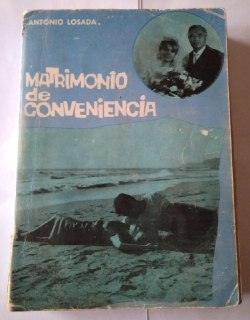 ANTONIO LOSADA.
MATRIMONIO
de
CONVENIENCIA